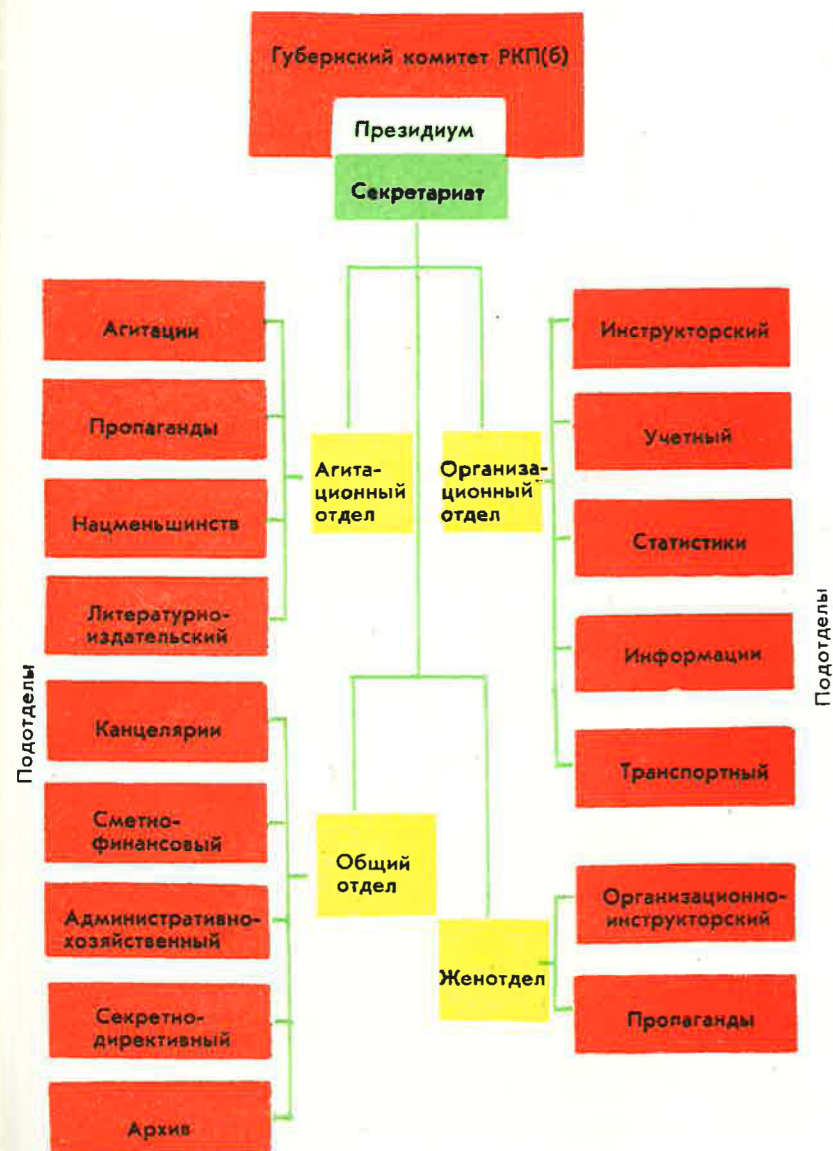 Губернский комитет РКП(б)
Президиум
Секретариат
Агитации
Пропаганды
Нацменьшинств
Литературно-
издательский
Агита-
ционный
отдел
Организа-
ционный
отдел
Инструкторский
Учетный
Статистики
Информации
Транспортный
Подотделы
Подотделы
Канцелярии
Сметно-
финансовый
Административно-
хозяйственный
Секретно-
директивный
Архив
Общий
отдел
Женотдел
Организационно-
инструкторский
Пропаганды